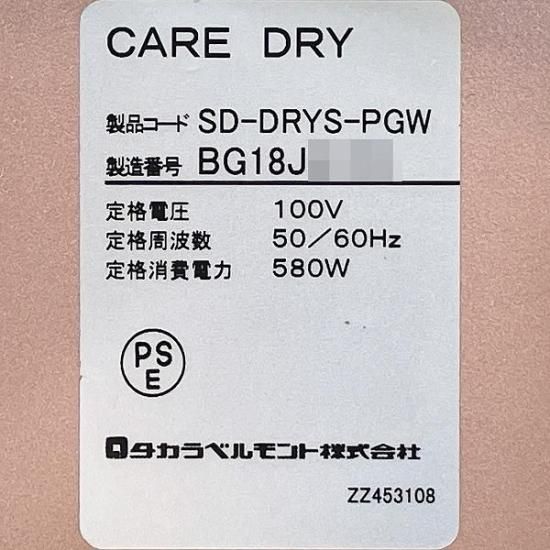 CARE DRY
製品コード SD-DRYS-PGW
製造番号 BG18J
定格電圧 100V
定格周波数 50/60Hz
定格消費電力 580W
PS
E
タカラベルモント株式会社
ZZ453108